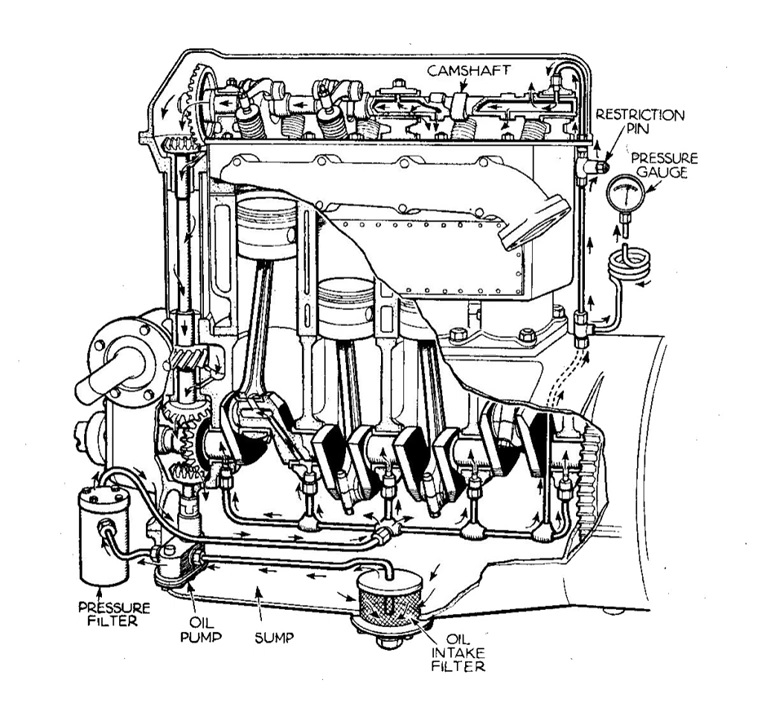 CAMSHAFT
RESTRICTION
PIN
PRESSURE
GAUGE
PRESSURE
FILTER
OIL
PUMP
SUMP
OIL
INTAKE
FILTER